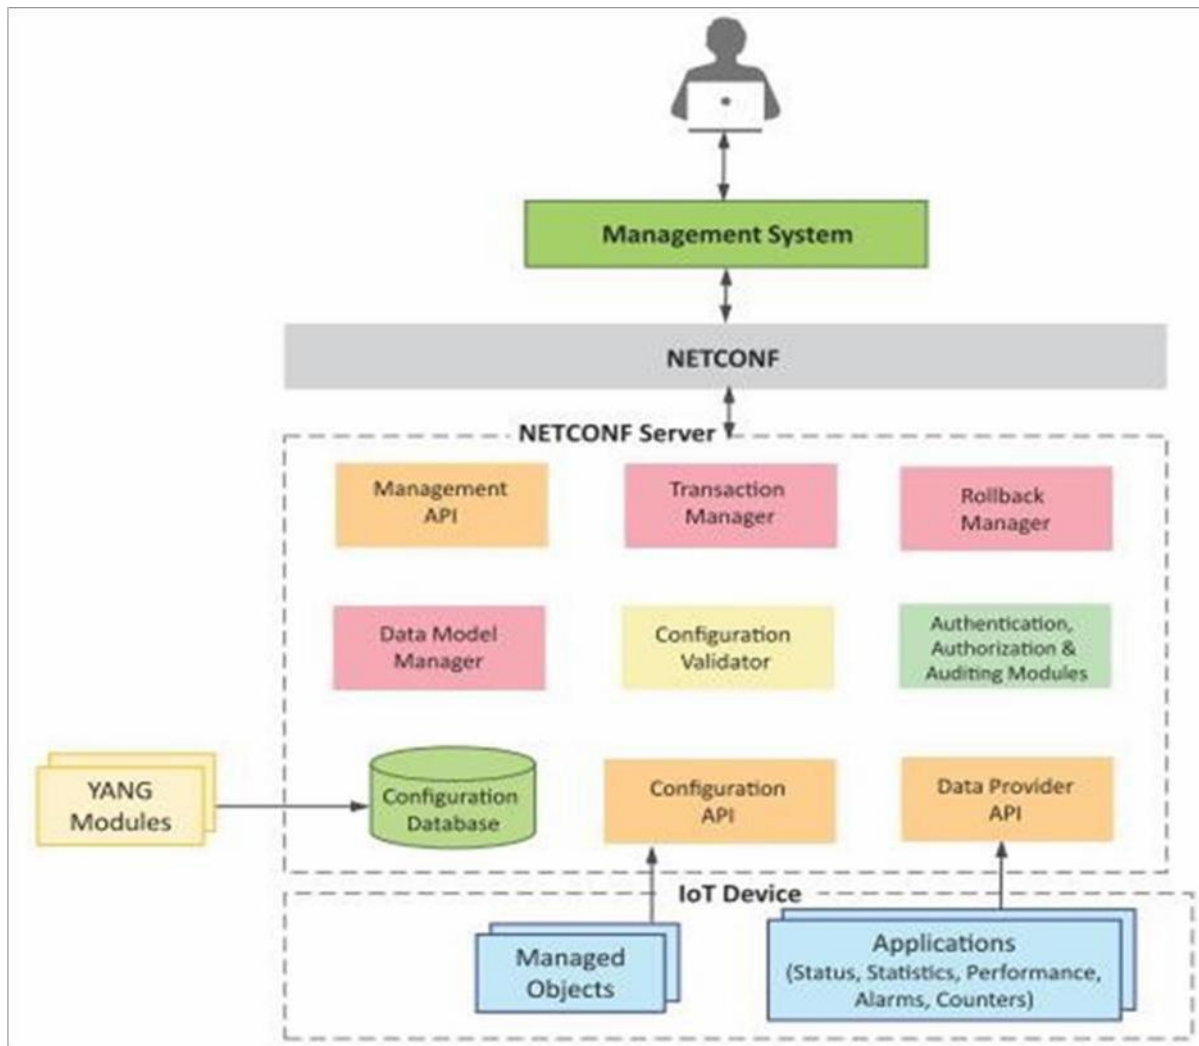 Management System
NETCONF
NETCONF Server
Management
API
Transaction
Manager
Rollback
Manager
Data Model
Manager
Configuration
Validator
Authentication,
Authorization &
Auditing Modules
YANG
Modules
Configuration
Database
Configuration
API
Data Provider
API
IoT Device
Managed
Objects
Applications
(Status, Statistics, Performance,
Alarms, Counters)